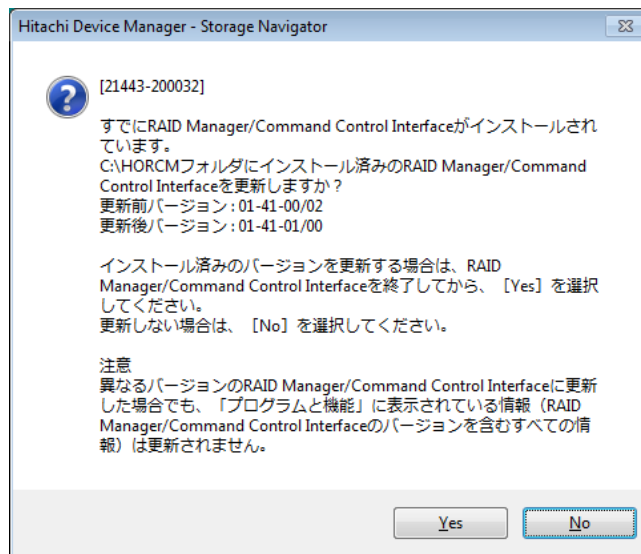 Hitachi Device Manager - Storage Navigator
[21443-200032]
すでにRAID Manager/Command Control Interfaceがインストールされ
ています。
C:\HORCMフォルダにインストール済みのRAID Manager/Command
Control Interfaceを更新しますか？
更新前バージョン : 01-41-00/02
更新後バージョン : 01-41-01/00
インストール済みのバージョンを更新する場合は、RAID
Manager/Command Control Interfaceを終了してから、［Yes］を選択
してください。
更新しない場合は、［No］を選択してください。
注意
異なるバージョンのRAID Manager/Command Control Interfaceに更新
した場合でも、「プログラムと機能」に表示されている情報（RAID
Manager/Command Control Interfaceのバージョンを含むすべての情
報）は更新されません。
Yes
No